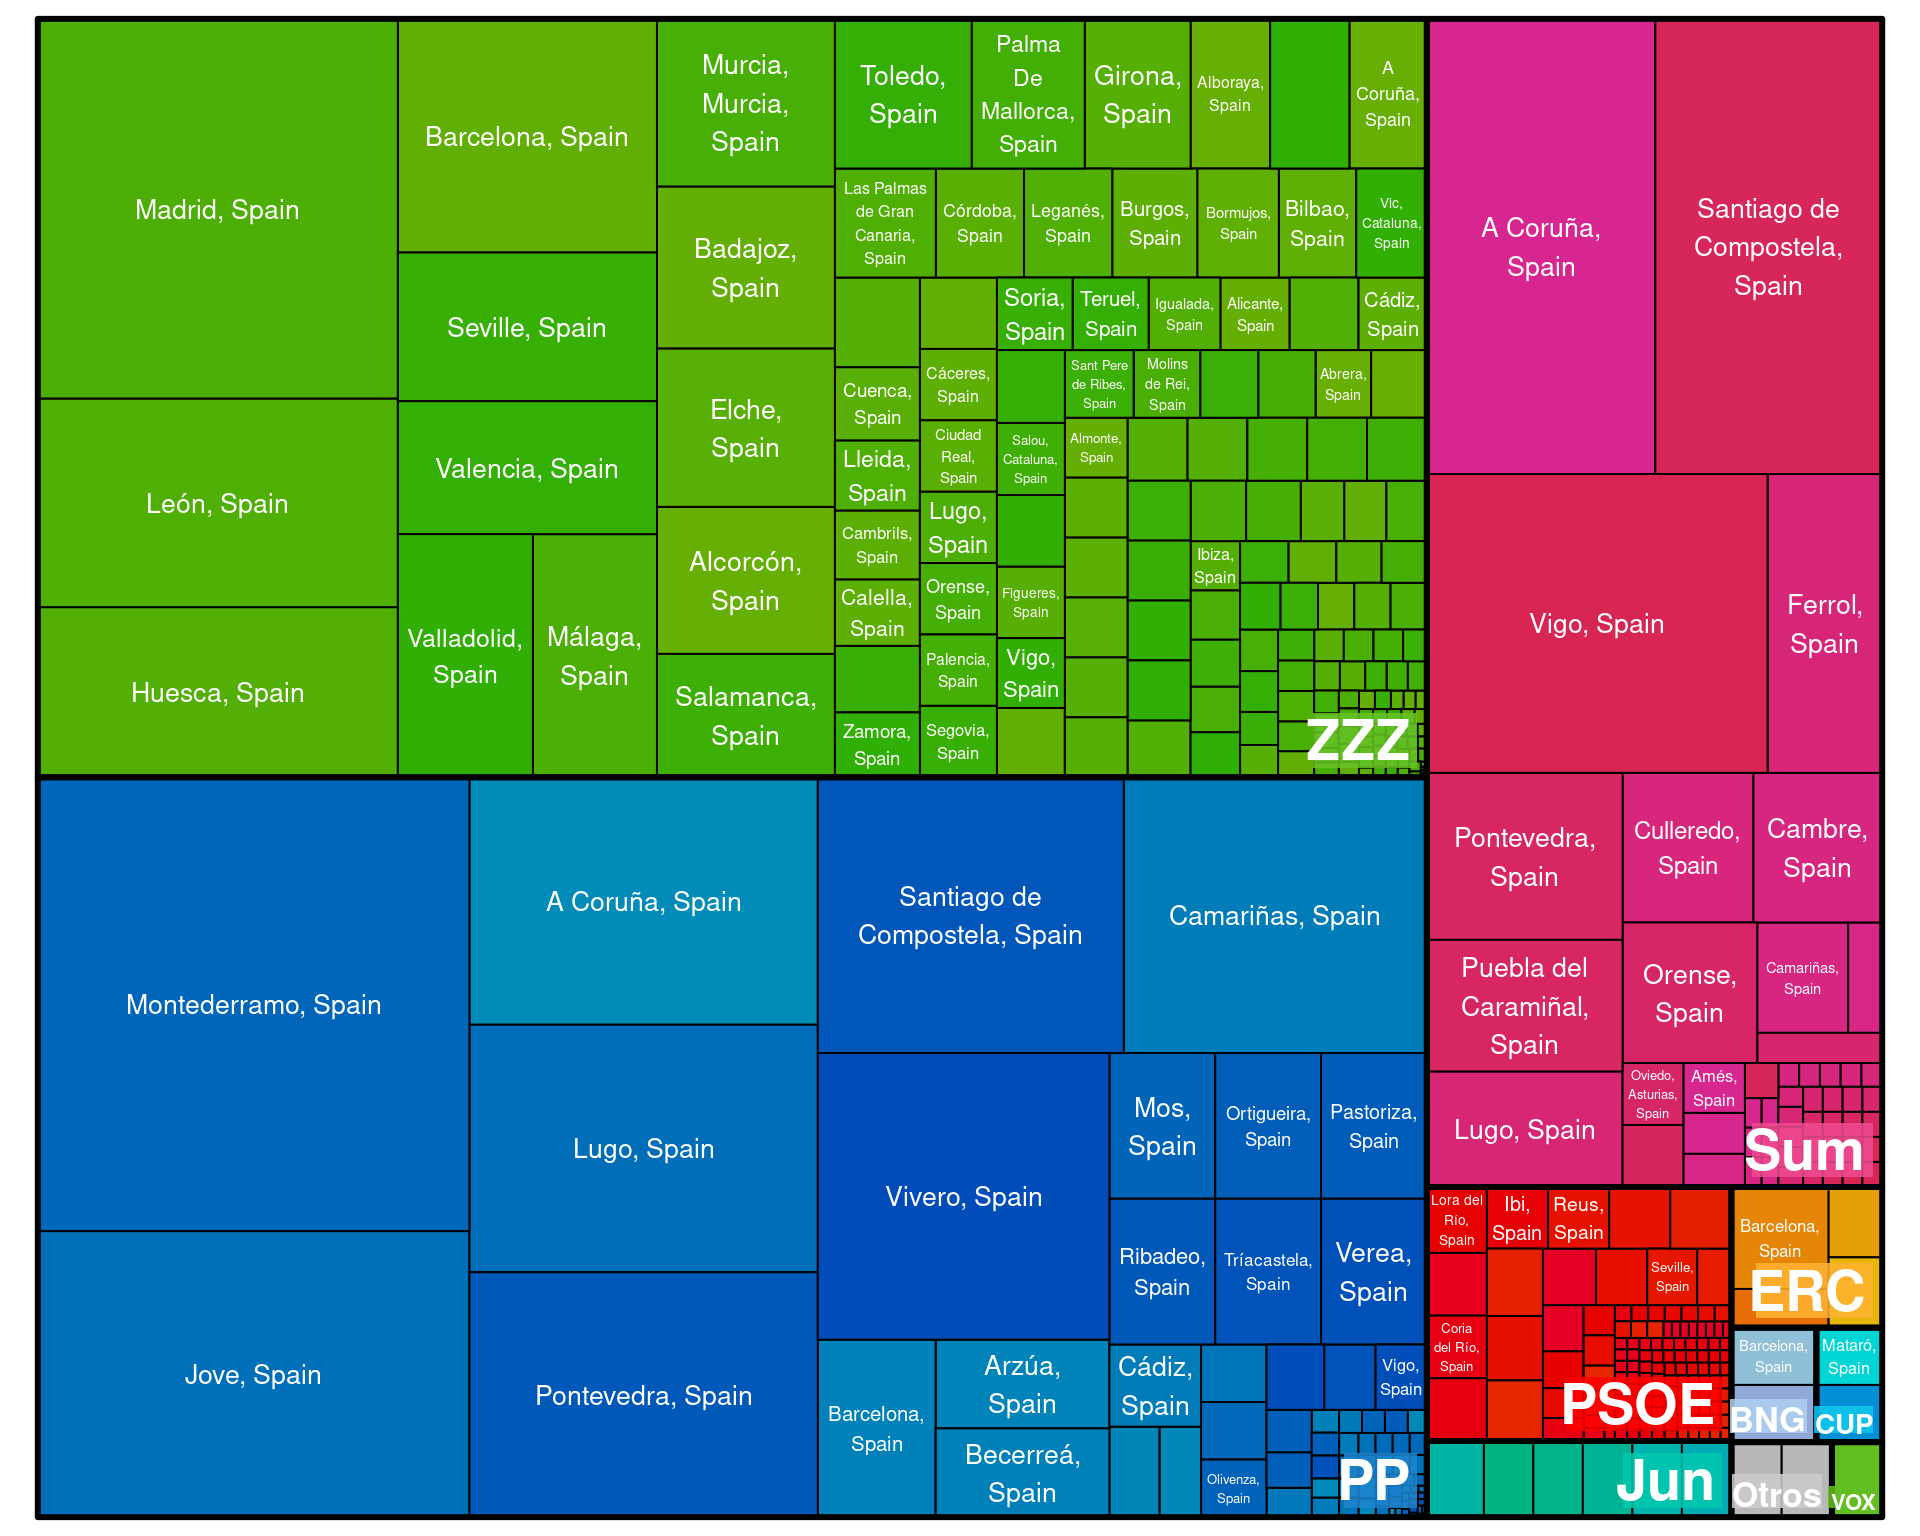 Madrid, Spain
León, Spain
Huesca, Spain
Barcelona, Spain
Seville, Spain
Valencia, Spain
Valladolid,
Spain
Málaga,
Spain
Murcia,
Murcia,
Spain
Badajoz,
Spain
Elche,
Spain
Alcorcón,
Spain
Salamanca,
Spain
Toledo,
Spain
Palma
De
Mallorca,
Spain
Girona,
Spain
Alboraya,
Spain
A
Coruña,
Spain
Las Palmas
de Gran
Canaria,
Spain
Córdoba,
Spain
Leganés,
Spain
Burgos,
Spain
Bormujos,
Spain
Bilbao,
Spain
Vic,
Cataluna,
Spain
Cuenca,
Spain
Lleida,
Spain
Cambrils,
Spain
Calella,
Spain
Zamora,
Spain
Cáceres,
Spain
Ciudad
Real,
Spain
Lugo,
Spain
Orense,
Spain
Palencia,
Spain
Segovia,
Spain
Soria,
Spain
Teruel,
Spain
Igualada,
Spain
Alicante,
Spain
Cádiz,
Spain
Salou,
Cataluna,
Spain
Figueres,
Spain
Vigo,
Spain
Sant Pere
de Ribes,
Spain
Molins
de Rei,
Spain
Abrera,
Spain
Almonte,
Spain
Ibiza,
Spain
ZZZ
Montederramo, Spain
Jove, Spain
A Coruña, Spain
Lugo, Spain
Pontevedra, Spain
Santiago de
Compostela, Spain
Camariñas, Spain
Vivero, Spain
Mos,
Spain
Ortigueira,
Spain
Pastoriza,
Spain
Ribadeo,
Spain
Tríacastela,
Spain
Verea,
Spain
Barcelona,
Spain
Arzúa,
Spain
Becerreá,
Spain
Cádiz,
Spain
Olivenza,
Spain
Vigo,
Spain
PP
A Coruña,
Spain
Santiago de
Compostela,
Spain
Vigo, Spain
Ferrol,
Spain
Pontevedra,
Spain
Puebla del
Caramiñal,
Spain
Lugo, Spain
Culleredo,
Spain
Cambre,
Spain
Orense,
Spain
Camariñas,
Spain
Oviedo,
Asturias,
Spain
Amés,
Spain
Sum
Lora del
Río,
Spain
Ibi,
Spain
Reus,
Spain
Coria
del Río,
Spain
Seville,
Spain
PSOE
Barcelona,
Spain
ERC
Barcelona,
Spain
BNG
Mataró,
Spain
CUP
Jun
Otros
VOX